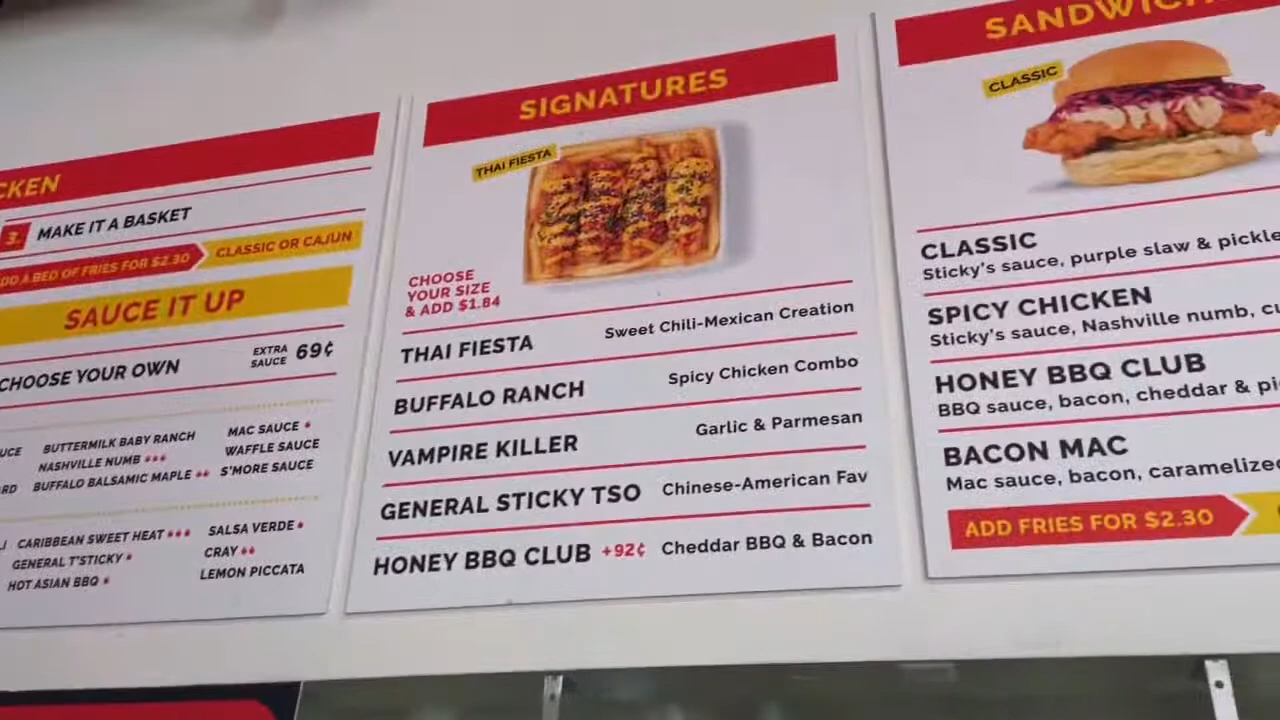 MAKE IT A BASKET
3.
A BED OF FRIES FOR $2.30
CLASSIC OR CAJUN
SAUCE IT UP
CHOOSE YOUR OWN
EXTRA
SAUCE 69¢
BUTTERMILK BABY RANCH
NASHVILLE NUMB
BUFFALO BALSAMIC MAPLE
MAC SAUCE
WAFFLE SAUCE
S'MORE SAUCE
CARIBBEAN SWEET HEAT
GENERAL T'STICKY
HOT ASIAN BBQ
SALSA VERDE
CRAY
LEMON PICCATA
SIGNATURES
THAI FIESTA
CHOOSE
YOUR SIZE
& ADD $1.84
THAI FIESTA Sweet Chili-Mexican Creation
BUFFALO RANCH Spicy Chicken Combo
VAMPIRE KILLER Garlic & Parmesan
GENERAL STICKY TSO Chinese-American Fav
HONEY BBQ CLUB +92¢ Cheddar BBQ & Bacon
CLASSIC
CLASSIC
Sticky's sauce, purple slaw & pickle
SPICY CHICKEN
Sticky's sauce, Nashville numb,
HONEY BBQ CLUB
BBQ sauce, bacon, cheddar &
BACON MAC
Mac sauce, bacon, caramelized
ADD FRIES FOR $2.30